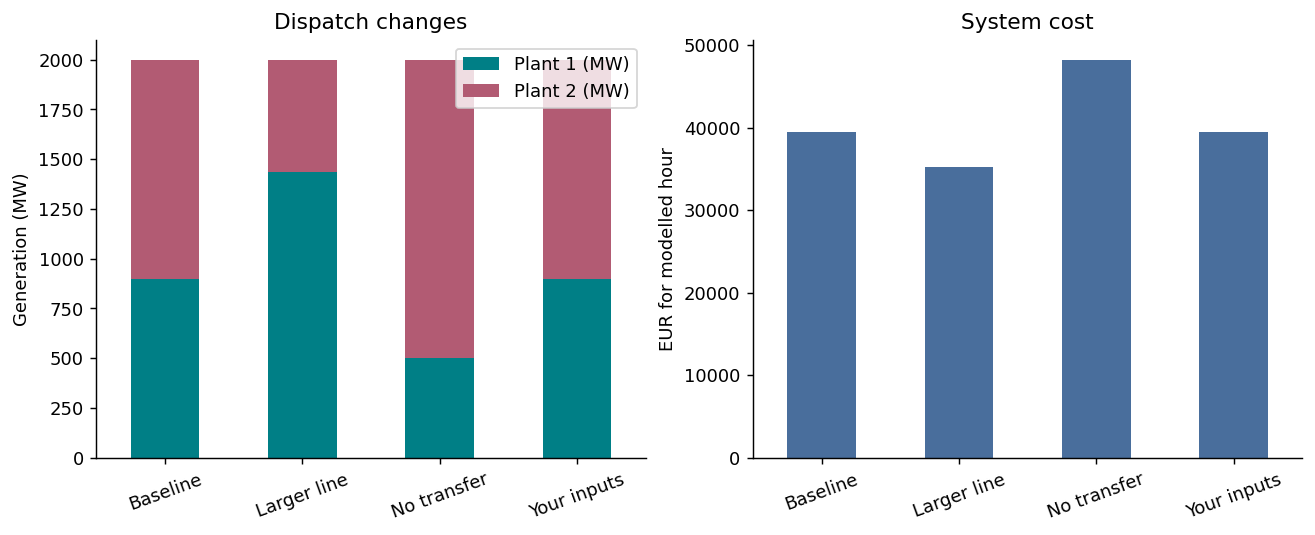 Dispatch changes
Generation (MW)
2000
1750
1500
1250
1000
750
500
250
0
Plant 1 (MW)
Plant 2 (MW)
Baseline
Larger line
No transfer
Your inputs
System cost
EUR for modelled hour
50000
40000
30000
20000
10000
0
Baseline
Larger line
No transfer
Your inputs